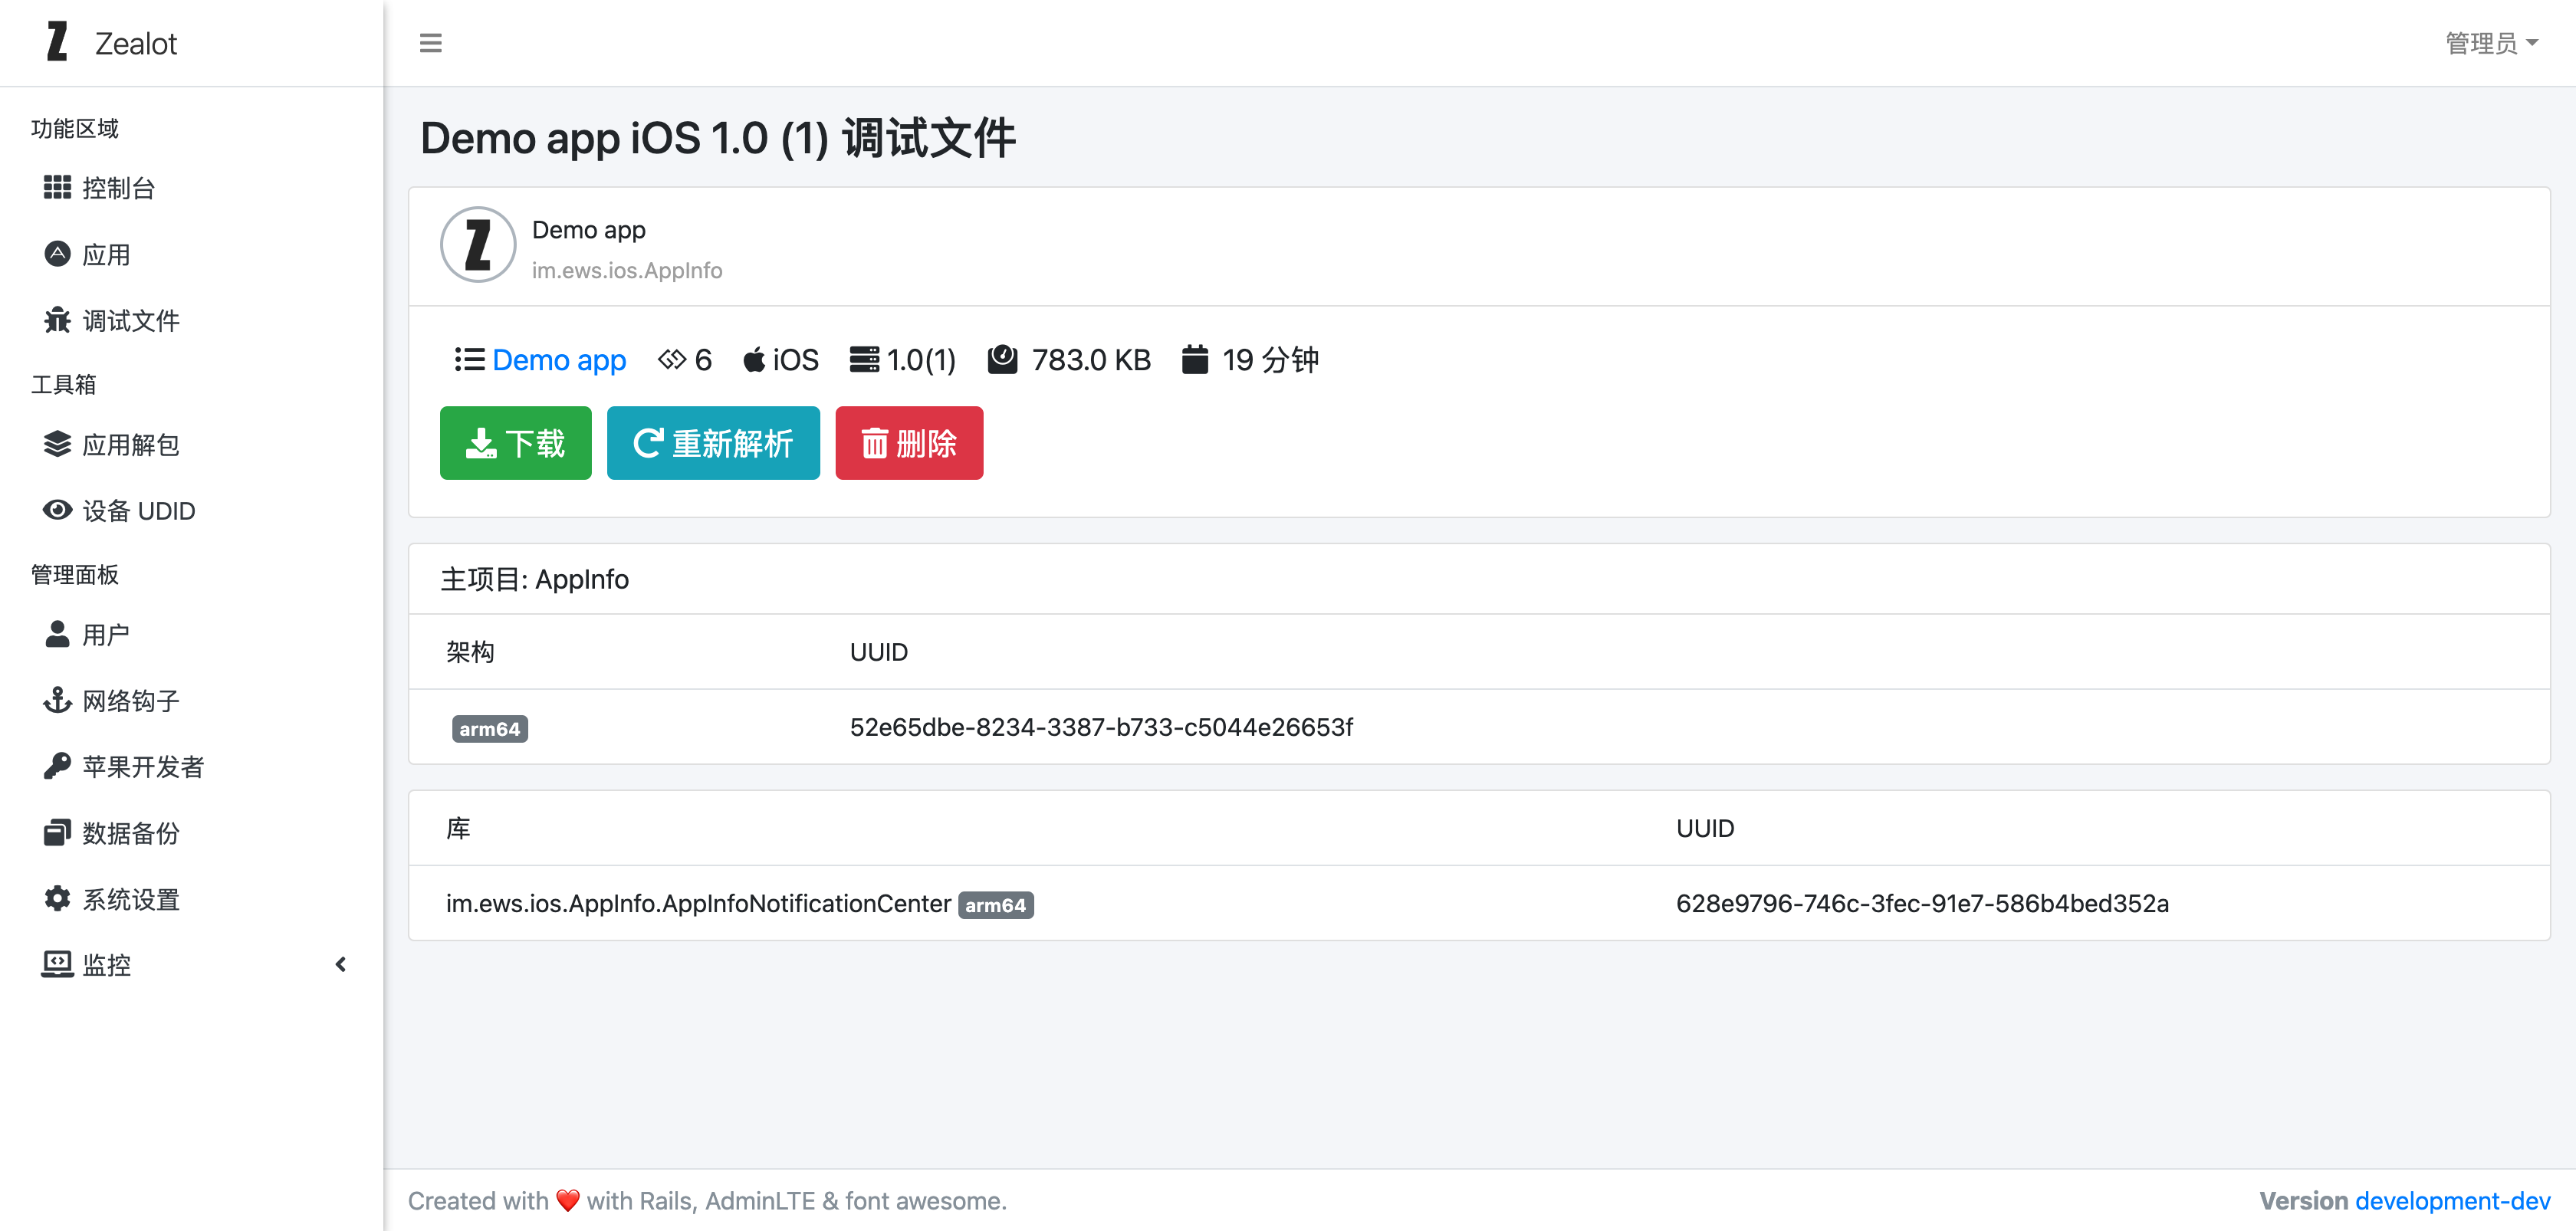 Zealot
管理员
功能区域
控制台
应用
调试文件
工具箱
应用解包
设备 UDID
管理面板
用户
网络钩子
苹果开发者
数据备份
系统设置
监控
Demo app iOS 1.0 (1) 调试文件
Demo app
im.ews.ios.AppInfo
Demo app 6 iOS 1.0(1) 783.0 KB 19 分钟
下载 重新解析 删除
主项目: AppInfo
架构 UUID
arm64 52e65dbe-8234-3387-b733-c5044e26653f
库 UUID
im.ews.ios.AppInfo.AppInfoNotificationCenter arm64 628e9796-746c-3fec-91e7-586b4bed352a
Created with ❤️ with Rails, AdminLTE & font awesome.
Version development-dev